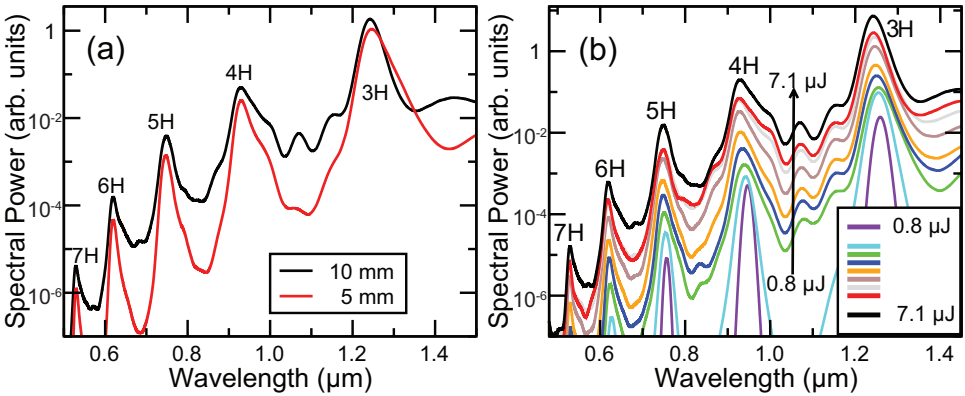 (a)
3H
4H
5H
6H
7H
10 mm
5 mm
1
10-2
10-4
10-6
0.6 0.8 1.0 1.2 1.4
Wavelength (µm)
Spectral Power (arb. units)
(b)
3H
4H
5H
6H
7H
7.1 µJ
0.8 µJ
0.8 µJ
7.1 µJ
1
10-2
10-4
10-6
0.6 0.8 1.0 1.2 1.4
Wavelength (µm)
Spectral Power (arb. units)